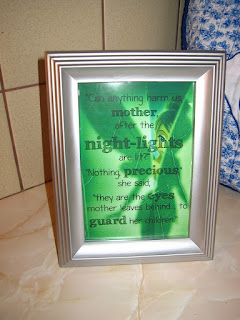 "Can anything harm us,
mother,
after the
night-lights
are lit?"
"Nothing, precious,"
she said,
"they are the eyes
mother leaves behind... to
guard her children."